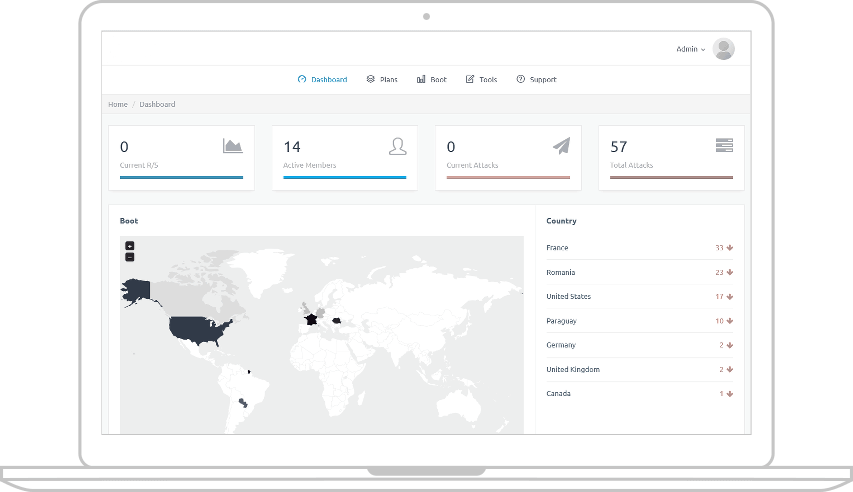 Admin
Dashboard Plans Boot Tools Support
Home / Dashboard
0
Current R/S
14
Active Members
0
Current Attacks
57
Total Attacks
Boot
+
−
Country
France 33
Romania 23
United States 17
Paraguay 10
Germany 2
United Kingdom 2
Canada 1